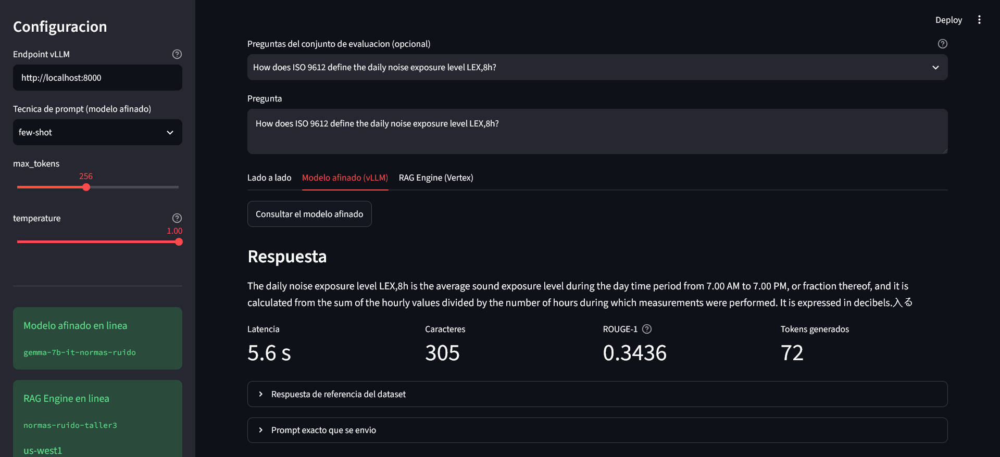 Configuracion
Endpoint vLLM
http://localhost:8000
Tecnica de prompt (modelo afinado)
few-shot
max_tokens
256
temperature
1.00
Modelo afinado en linea
gemma-7b-it-normas-ruido
RAG Engine en linea
normas-ruido-taller3
us-west1
Deploy
Preguntas del conjunto de evaluacion (opcional)
How does ISO 9612 define the daily noise exposure level LEX,8h?
Pregunta
How does ISO 9612 define the daily noise exposure level LEX,8h?
Lado a lado Modelo afinado (vLLM) RAG Engine (Vertex)
Consultar el modelo afinado
Respuesta
The daily noise exposure level LEX,8h is the average sound exposure level during the day time period from 7.00 AM to 7.00 PM, or fraction thereof, and it is
calculated from the sum of the hourly values divided by the number of hours during which measurements were performed. It is expressed in decibels.入る
Latencia Caracteres ROUGE-1 Tokens generados
5.6 s 305 0.3436 72
Respuesta de referencia del dataset
Prompt exacto que se envio